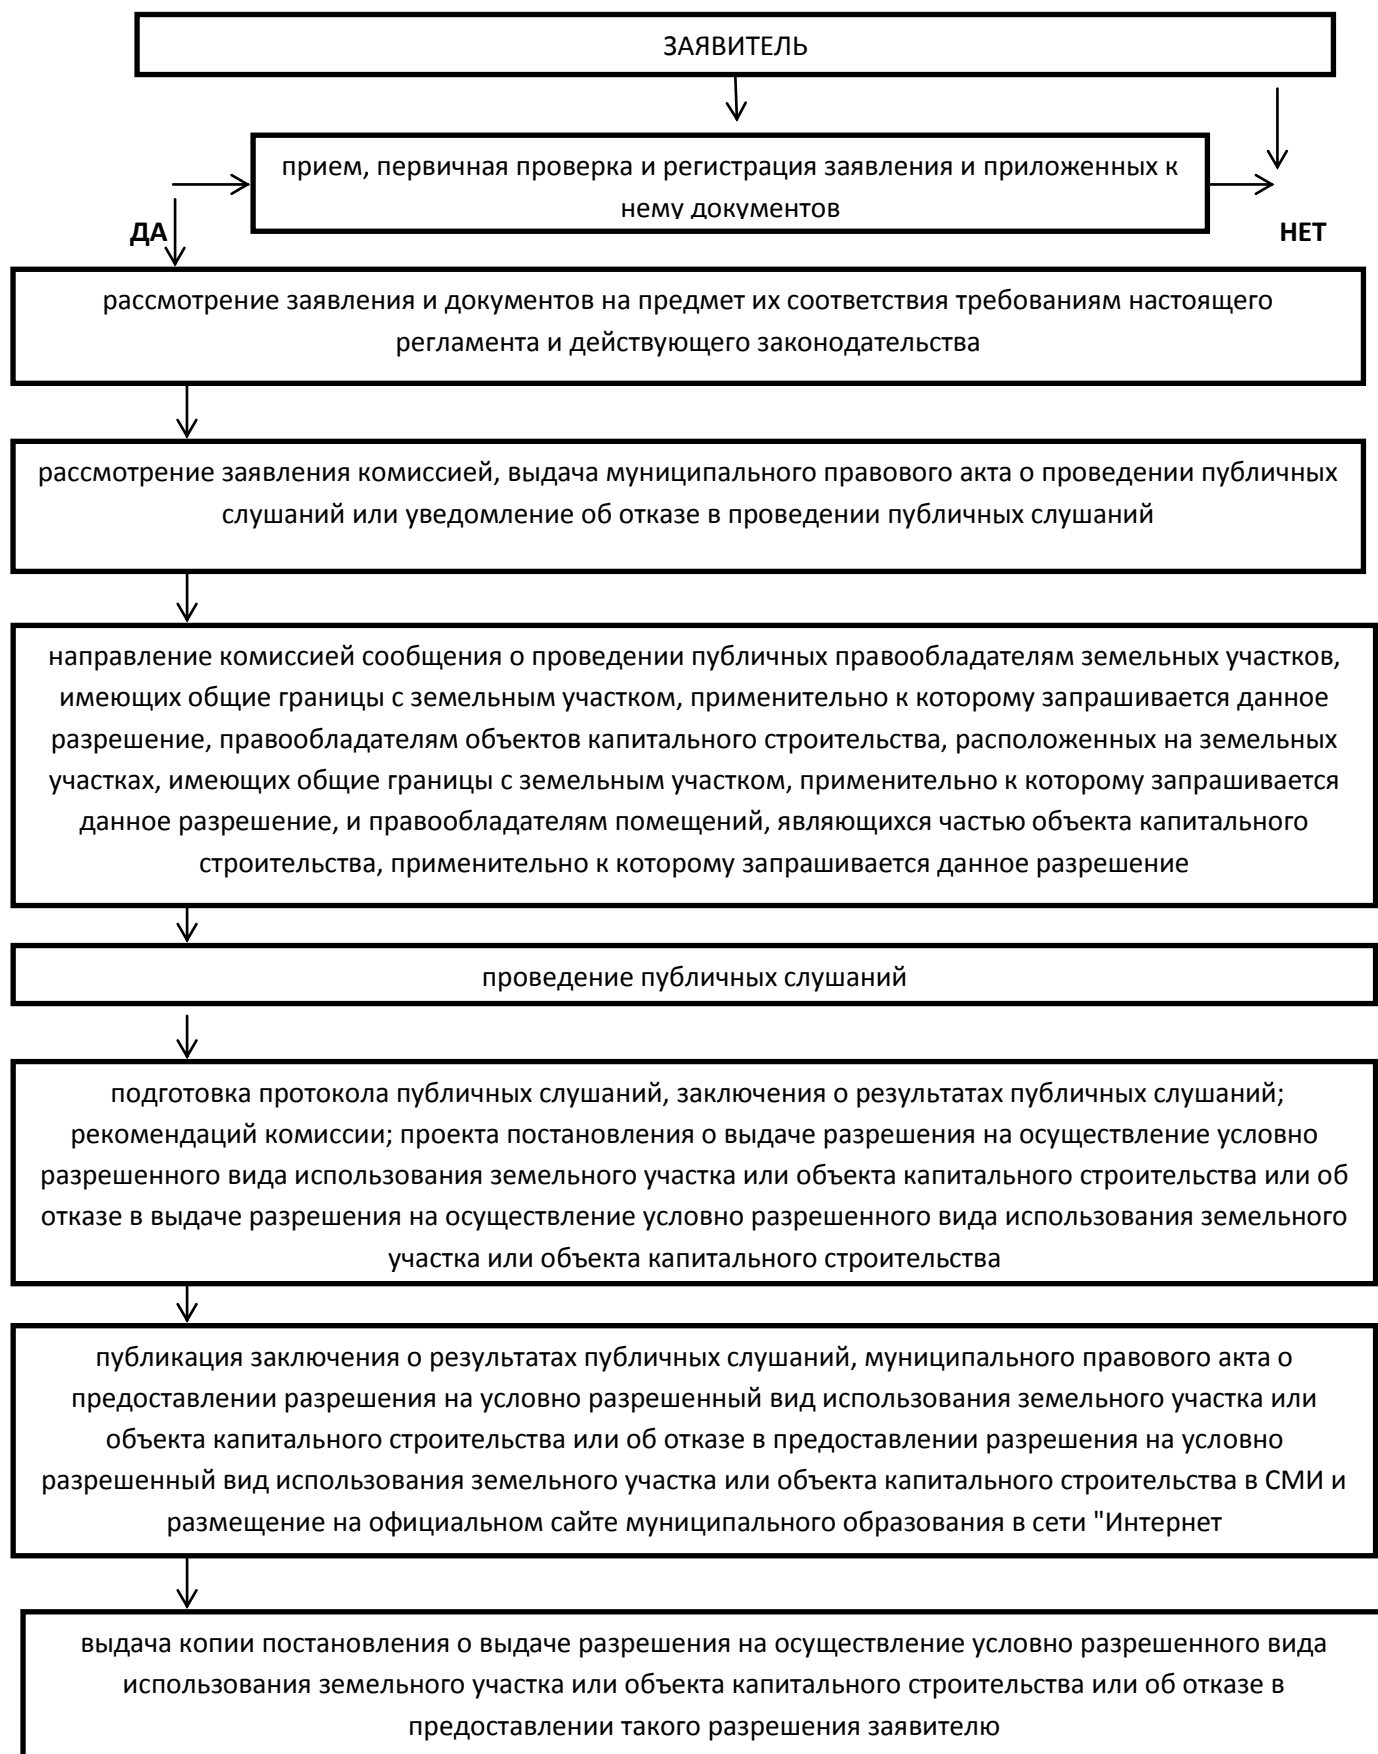 ЗАЯВИТЕЛЬ
прием, первичная проверка и регистрация заявления и приложенных к
нему документов
ДА
НЕТ
рассмотрение заявления и документов на предмет их соответствия требованиям настоящего
регламента и действующего законодательства
рассмотрение заявления комиссией, выдача муниципального правового акта о проведении публичных
слушаний или уведомление об отказе в проведении публичных слушаний
направление комиссией сообщения о проведении публичных правообладателям земельных участков,
имеющих общие границы с земельным участком, применительно к которому запрашивается данное
разрешение, правообладателям объектов капитального строительства, расположенных на земельных
участках, имеющих общие границы с земельным участком, применительно к которому запрашивается
данное разрешение, и правообладателям помещений, являющихся частью объекта капитального
строительства, применительно к которому запрашивается данное разрешение
проведение публичных слушаний
подготовка протокола публичных слушаний, заключения о результатах публичных слушаний;
рекомендаций комиссии; проекта постановления о выдаче разрешения на осуществление условно
разрешенного вида использования земельного участка или объекта капитального строительства или об
отказе в выдаче разрешения на осуществление условно разрешенного вида использования земельного
участка или объекта капитального строительства
публикация заключения о результатах публичных слушаний, муниципального правового акта о
предоставлении разрешения на условно разрешенный вид использования земельного участка или
объекта капитального строительства или об отказе в предоставлении разрешения на условно
разрешенный вид использования земельного участка или объекта капитального строительства в СМИ и
размещение на официальном сайте муниципального образования в сети "Интернет
выдача копии постановления о выдаче разрешения на осуществление условно разрешенного вида
использования земельного участка или объекта капитального строительства или об отказе в
предоставлении такого разрешения заявителю